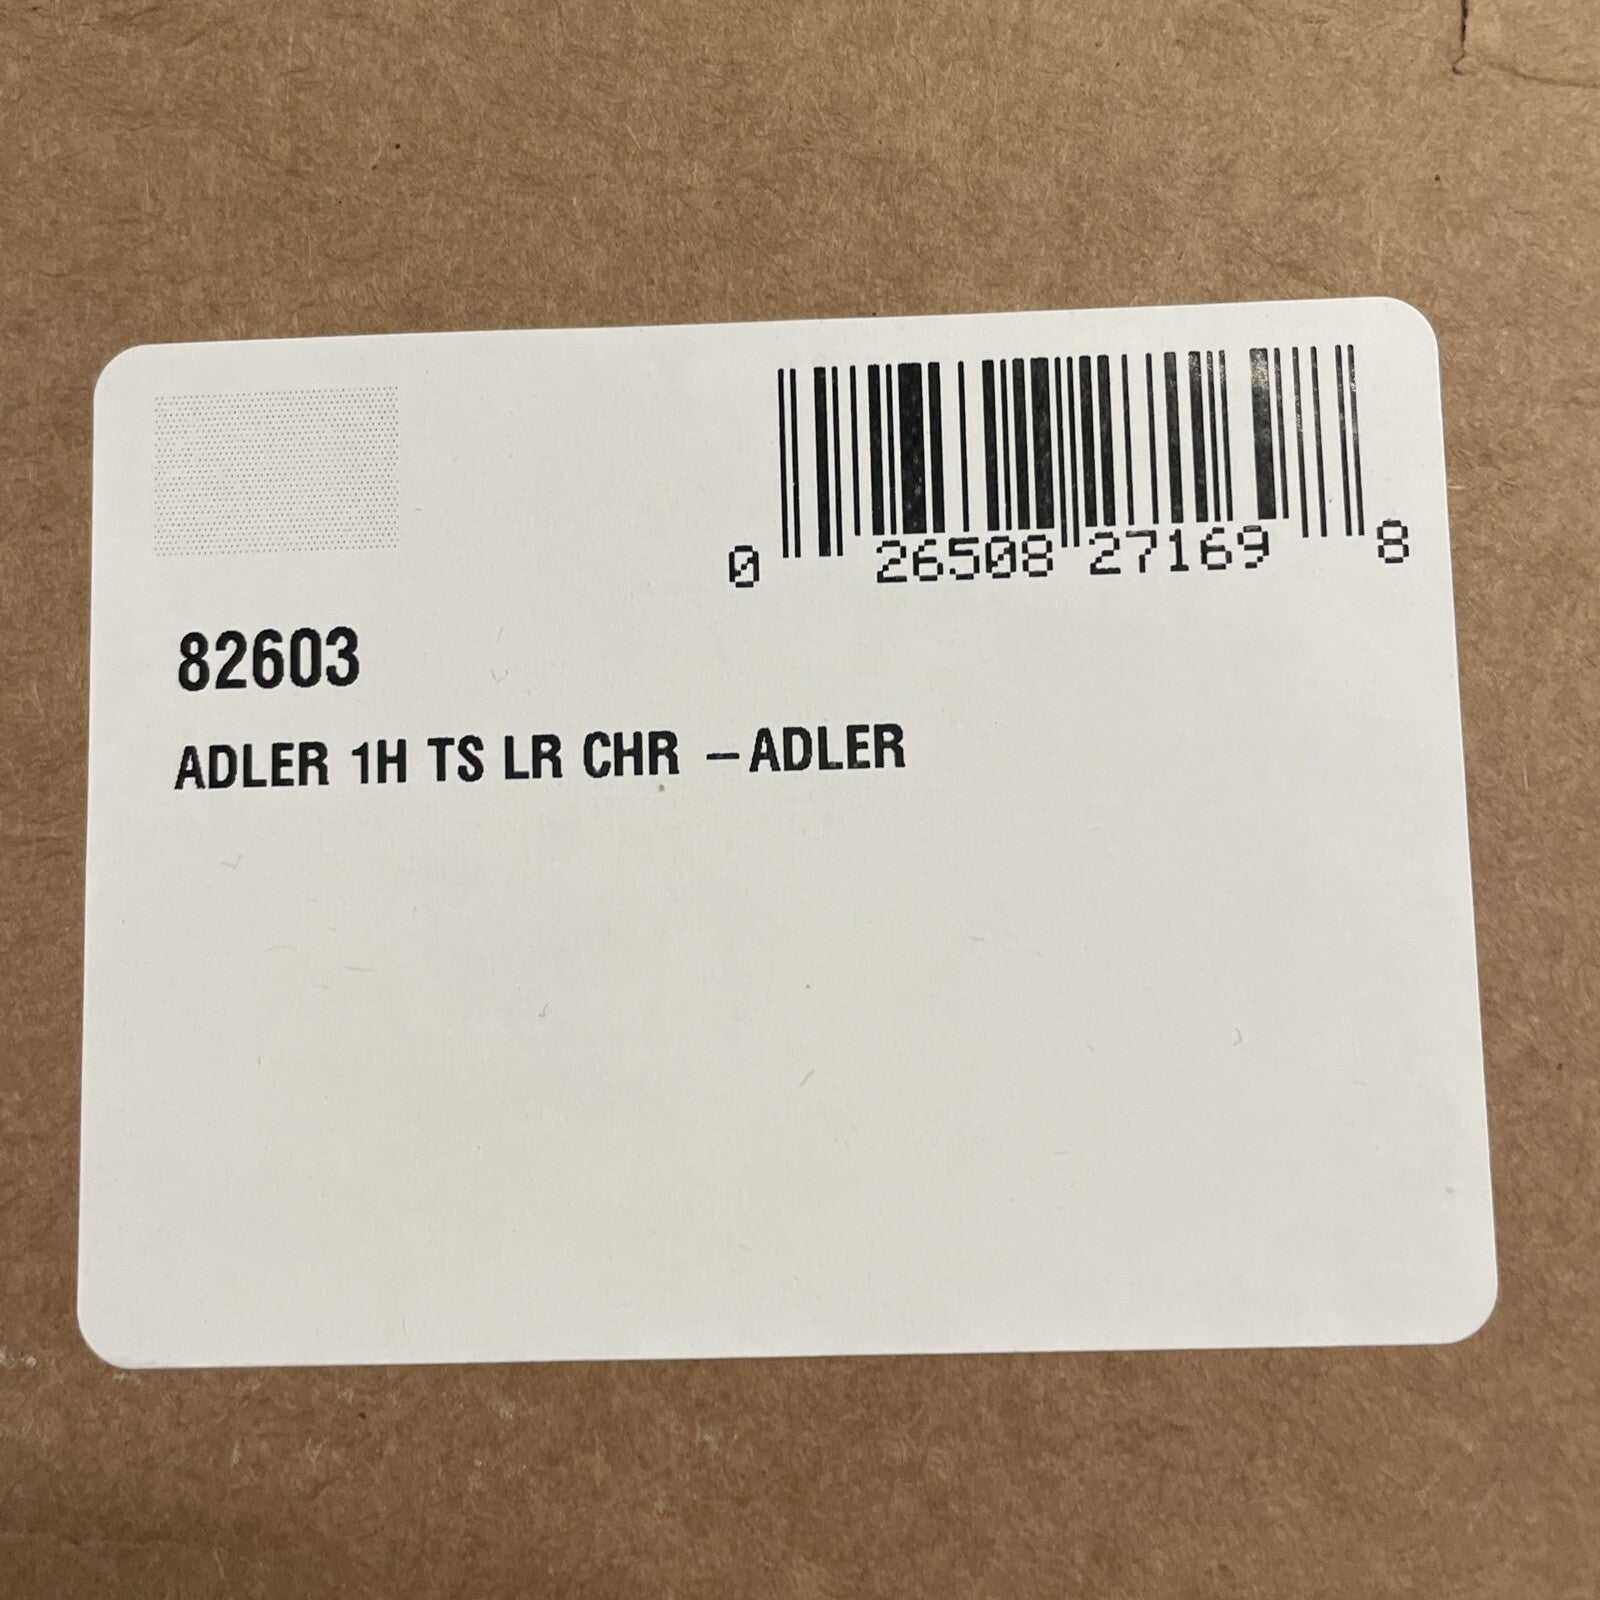 0 26508 27169 8
82603
ADLER 1H TS LR CHR –ADLER